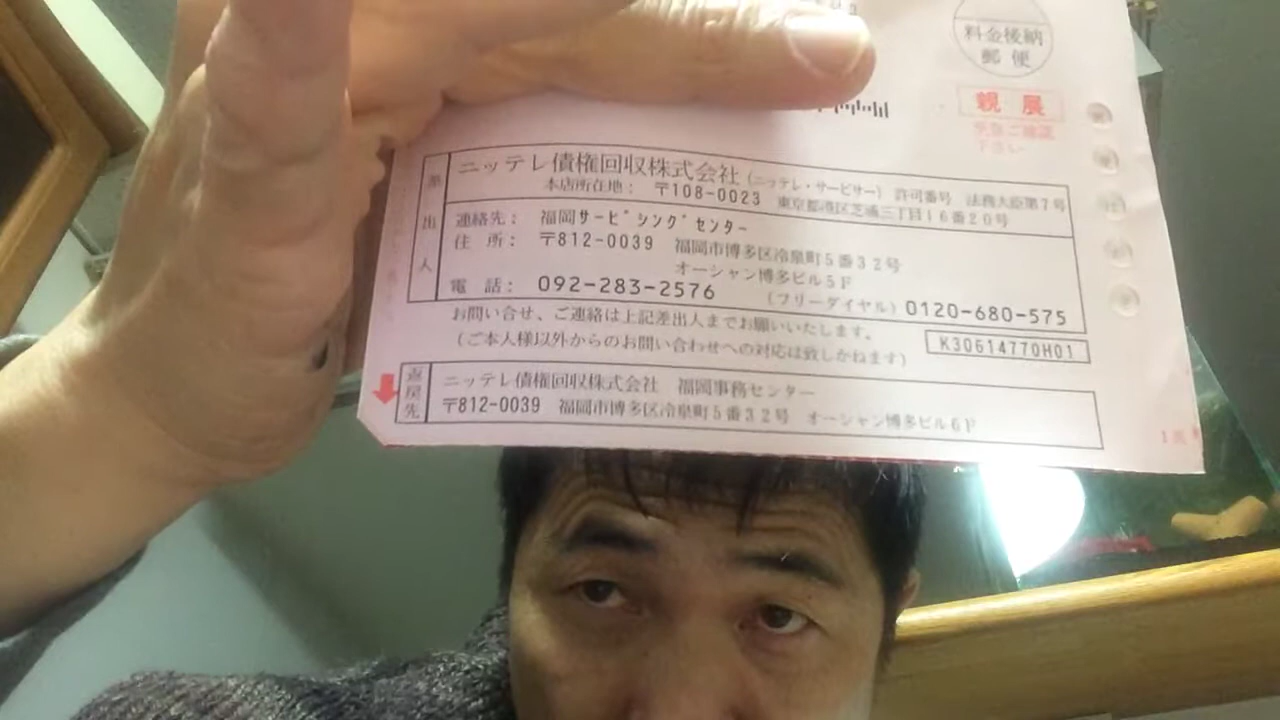 料金後納
郵便
親展
至急ご確認
下さい
差出人
ニッテレ債権回収株式会社(ニッテレ・サービサー) 許可番号 法務大臣第7号
本店所在地: 〒108-0023 東京都港区芝浦三丁目16番20号
連絡先: 福岡サービシングセンター
住所: 〒812-0039 福岡市博多区冷泉町5番32号
オーシャン博多ビル5F
電話: 092-283-2576 (フリーダイヤル) 0120-680-575
お問い合せ、ご連絡は上記差出人までお願いいたします。
(ご本人様以外からのお問い合わせへの対応は致しかねます)
K30614770H01
返戻先
ニッテレ債権回収株式会社 福岡事務センター
〒812-0039 福岡市博多区冷泉町5番32号 オーシャン博多ビル6F